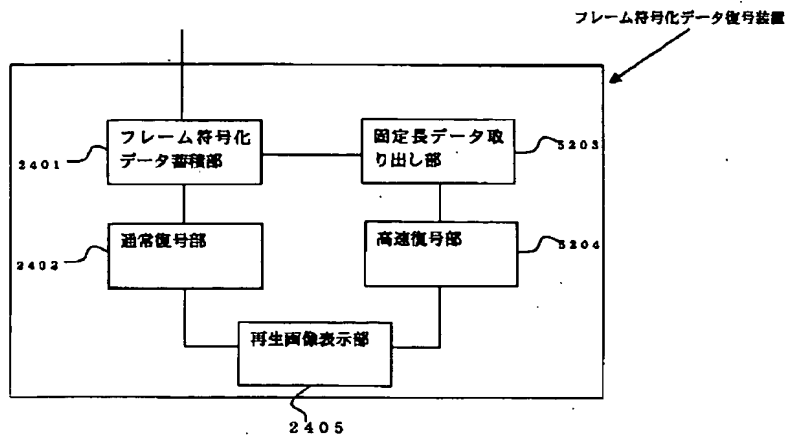 フレーム符号化データ復号装置
フレーム符号化
データ蓄積部
固定長データ取
り出し部
2401
5203
通常復号部
高速復号部
2402
5204
再生画像表示部
2405